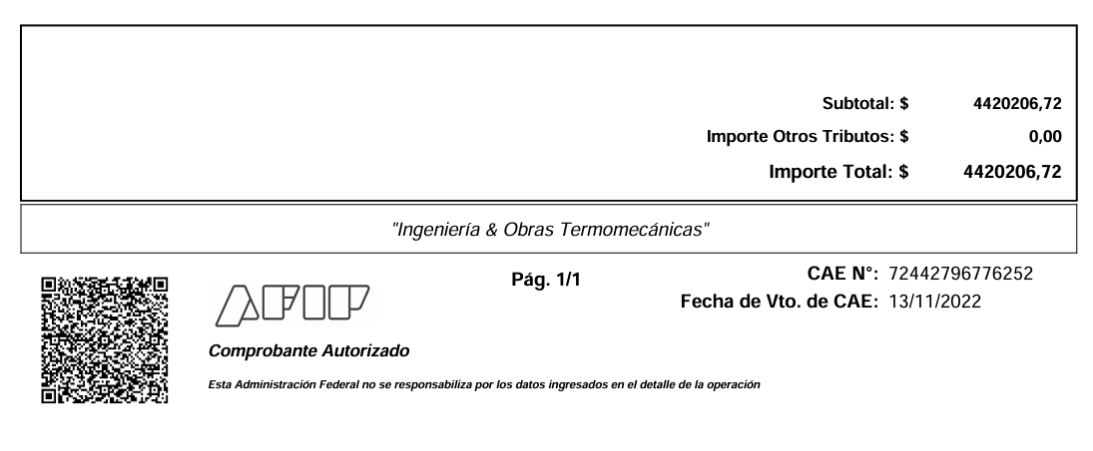 Subtotal: $ 4420206,72
Importe Otros Tributos: $ 0,00
Importe Total: $ 4420206,72
"Ingeniería & Obras Termomecánicas"
Pág. 1/1
CAE N°: 72442796776252
Fecha de Vto. de CAE: 13/11/2022
AFIP
Comprobante Autorizado
Esta Administración Federal no se responsabiliza por los datos ingresados en el detalle de la operación